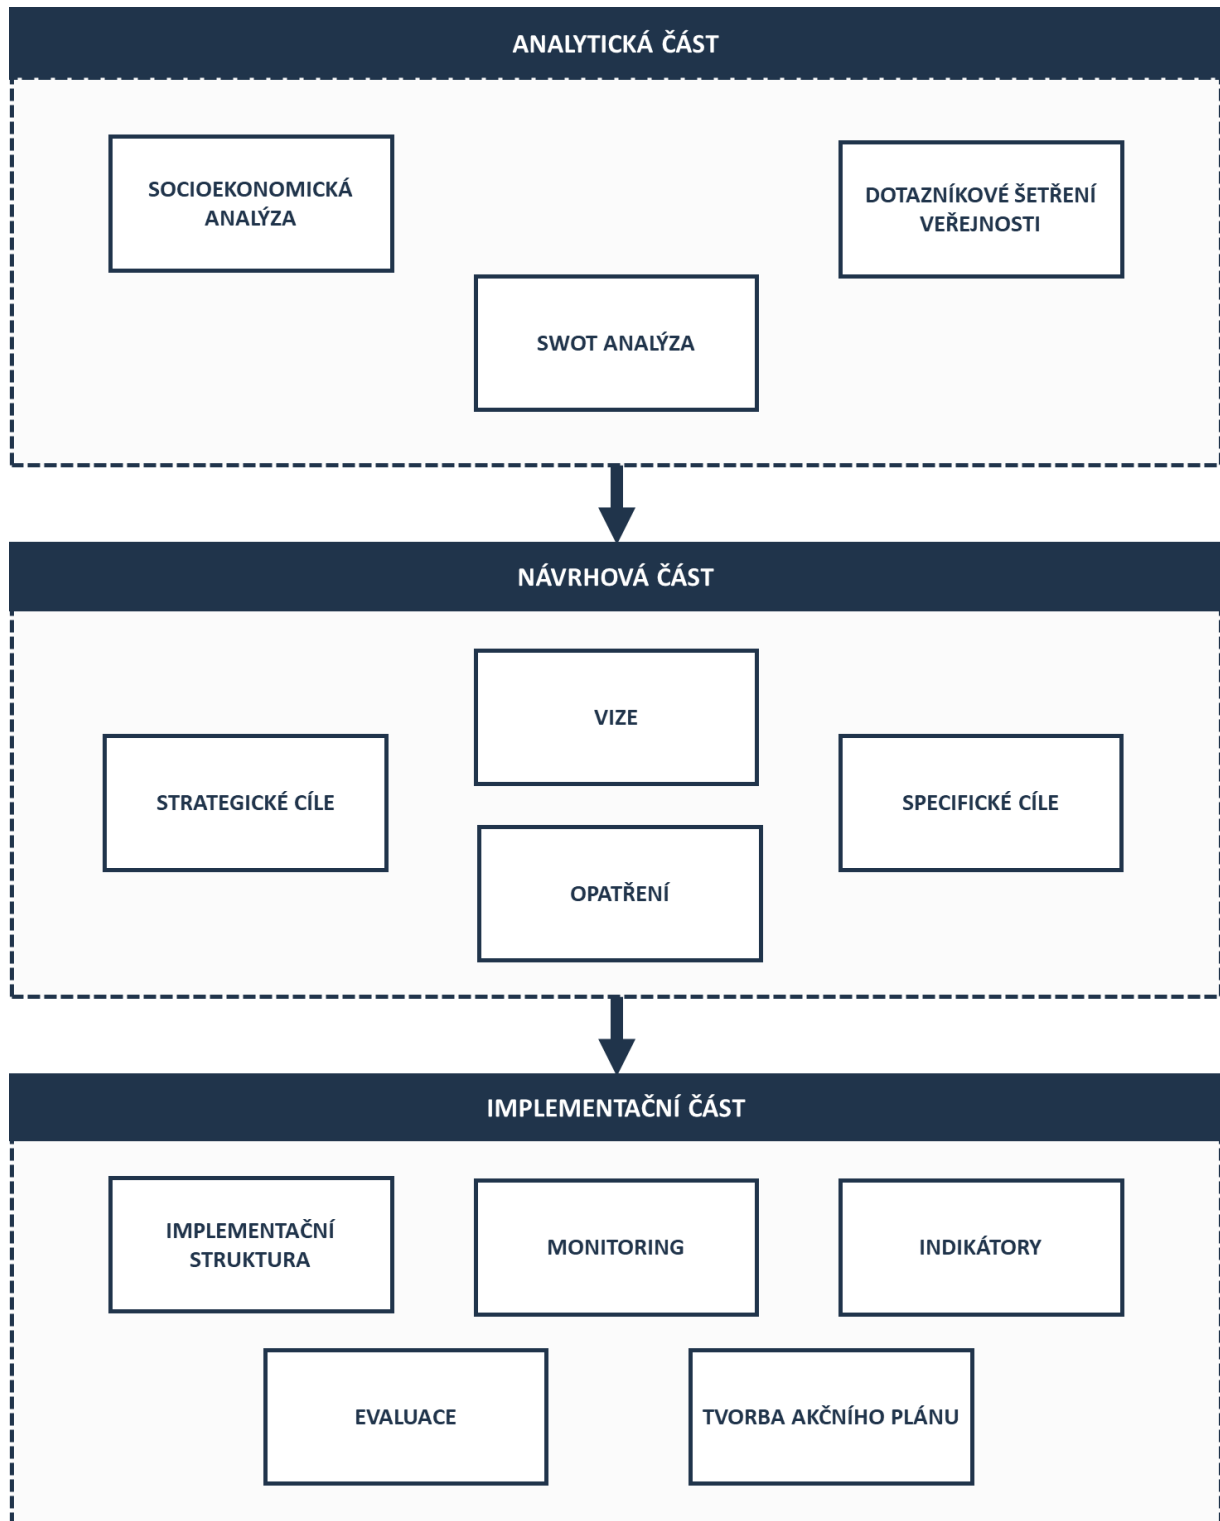 ANALYTICKÁ ČÁST
SOCIOEKONOMICKÁ
ANALÝZA
DOTAZNÍKOVÉ ŠETŘENÍ
VEŘEJNOSTI
SWOT ANALÝZA
NÁVRHOVÁ ČÁST
VIZE
STRATEGICKÉ CÍLE
SPECIFICKÉ CÍLE
OPATŘENÍ
IMPLEMENTAČNÍ ČÁST
IMPLEMENTAČNÍ
STRUKTURA
MONITORING
INDIKÁTORY
EVALUACE
TVORBA AKČNÍHO PLÁNU